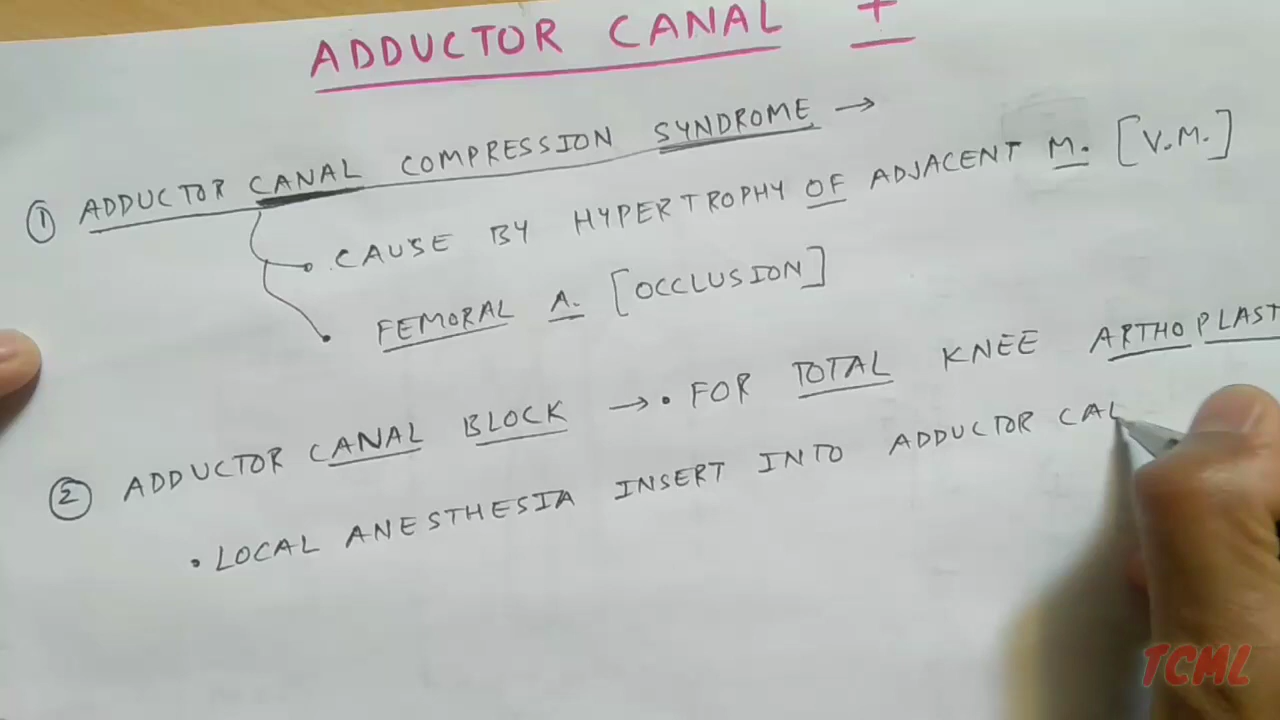 ADDUCTOR CANAL +
① ADDUCTOR CANAL COMPRESSION SYNDROME →
• CAUSE BY HYPERTROPHY OF ADJACENT M. [V.M.]
• FEMORAL A. [OCCLUSION]
② ADDUCTOR CANAL BLOCK → • FOR TOTAL KNEE ARTHOPLAST
• LOCAL ANESTHESIA INSERT INTO ADDUCTOR CAL
TCML